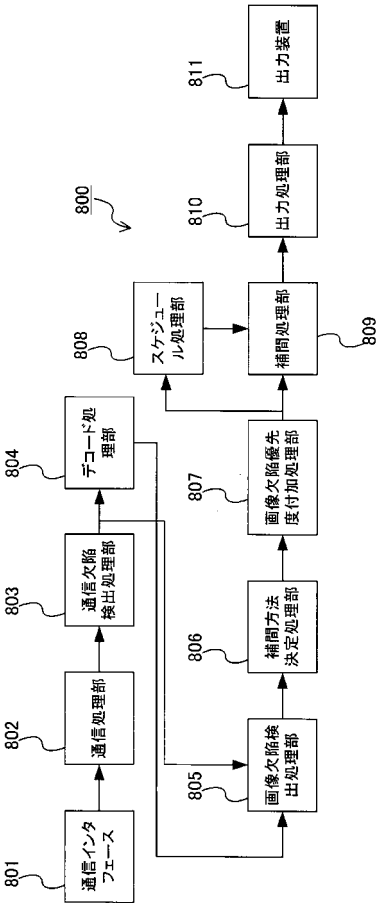 800
801
通信インタ
フェース
802
通信処理部
803
通信欠陥
検出処理部
804
デコード処
理部
805
画像欠陥検
出処理部
806
補間方法
決定処理部
807
画像欠陥優先
度付加処理部
808
スケジュー
ル処理部
809
補間処理部
810
出力処理部
811
出力装置